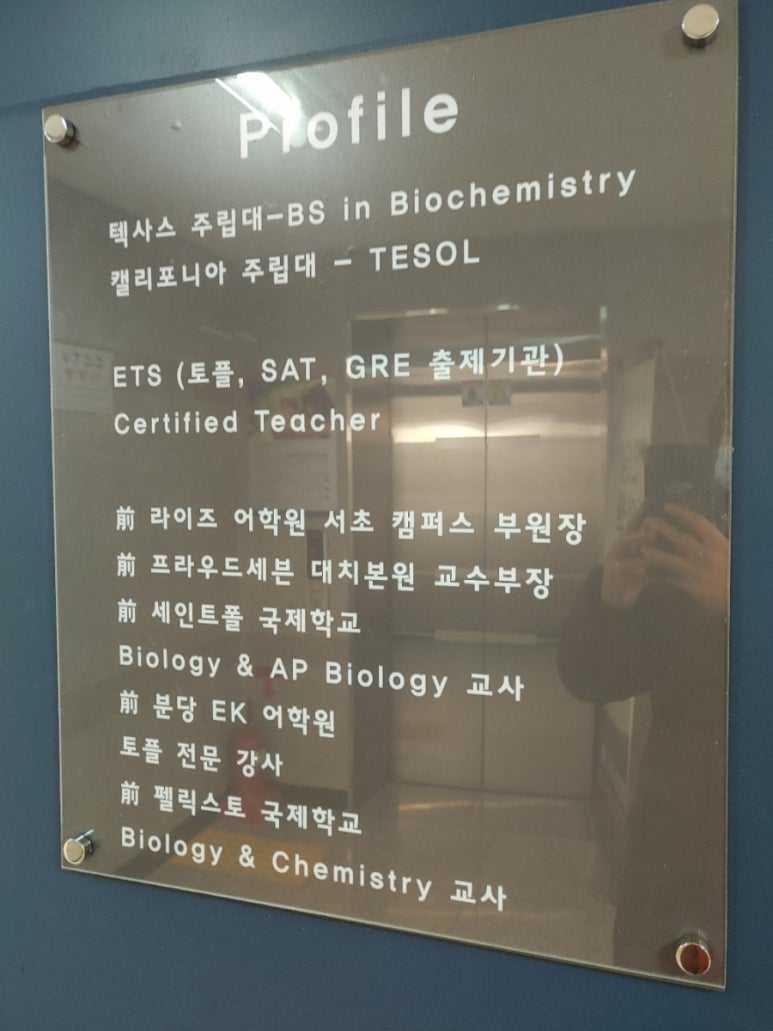 Profile
텍사스 주립대-BS in Biochemistry
캘리포니아 주립대 - TESOL
ETS (토플, SAT, GRE 출제기관)
Certified Teacher
前 라이즈 어학원 서초 캠퍼스 부원장
前 프라우드세븐 대치본원 교수부장
前 세인트폴 국제학교
Biology & AP Biology 교사
前 분당 EK 어학원
토플 전문 강사
前 펠릭스토 국제학교
Biology & Chemistry 교사